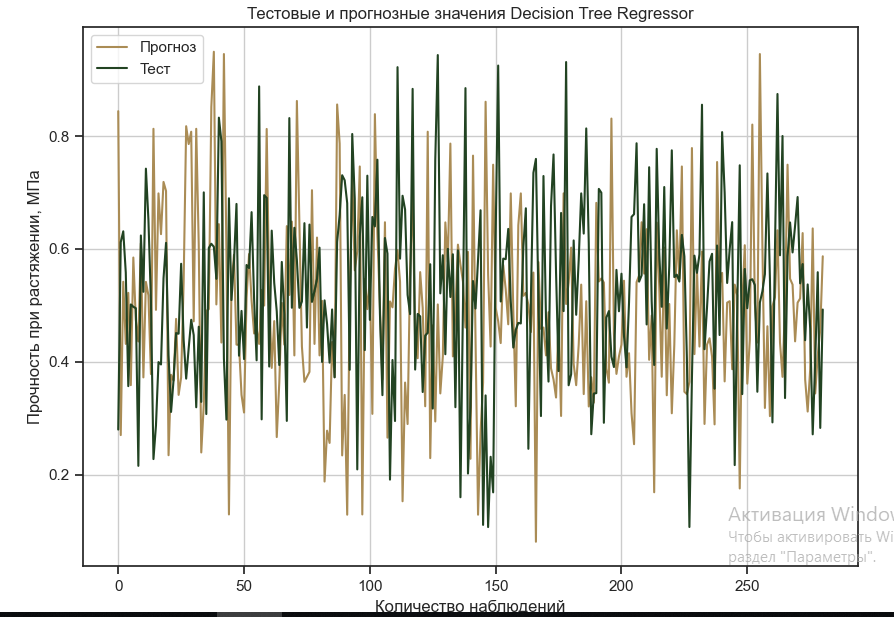 Тестовые и прогнозные значения Decision Tree Regressor
Прогноз
Тест
Прочность при растяжении, МПа
0.8
0.6
0.4
0.2
0
50
100
150
200
250
Количество наблюдений
Активация Window
Чтобы активировать Wi
раздел "Параметры".